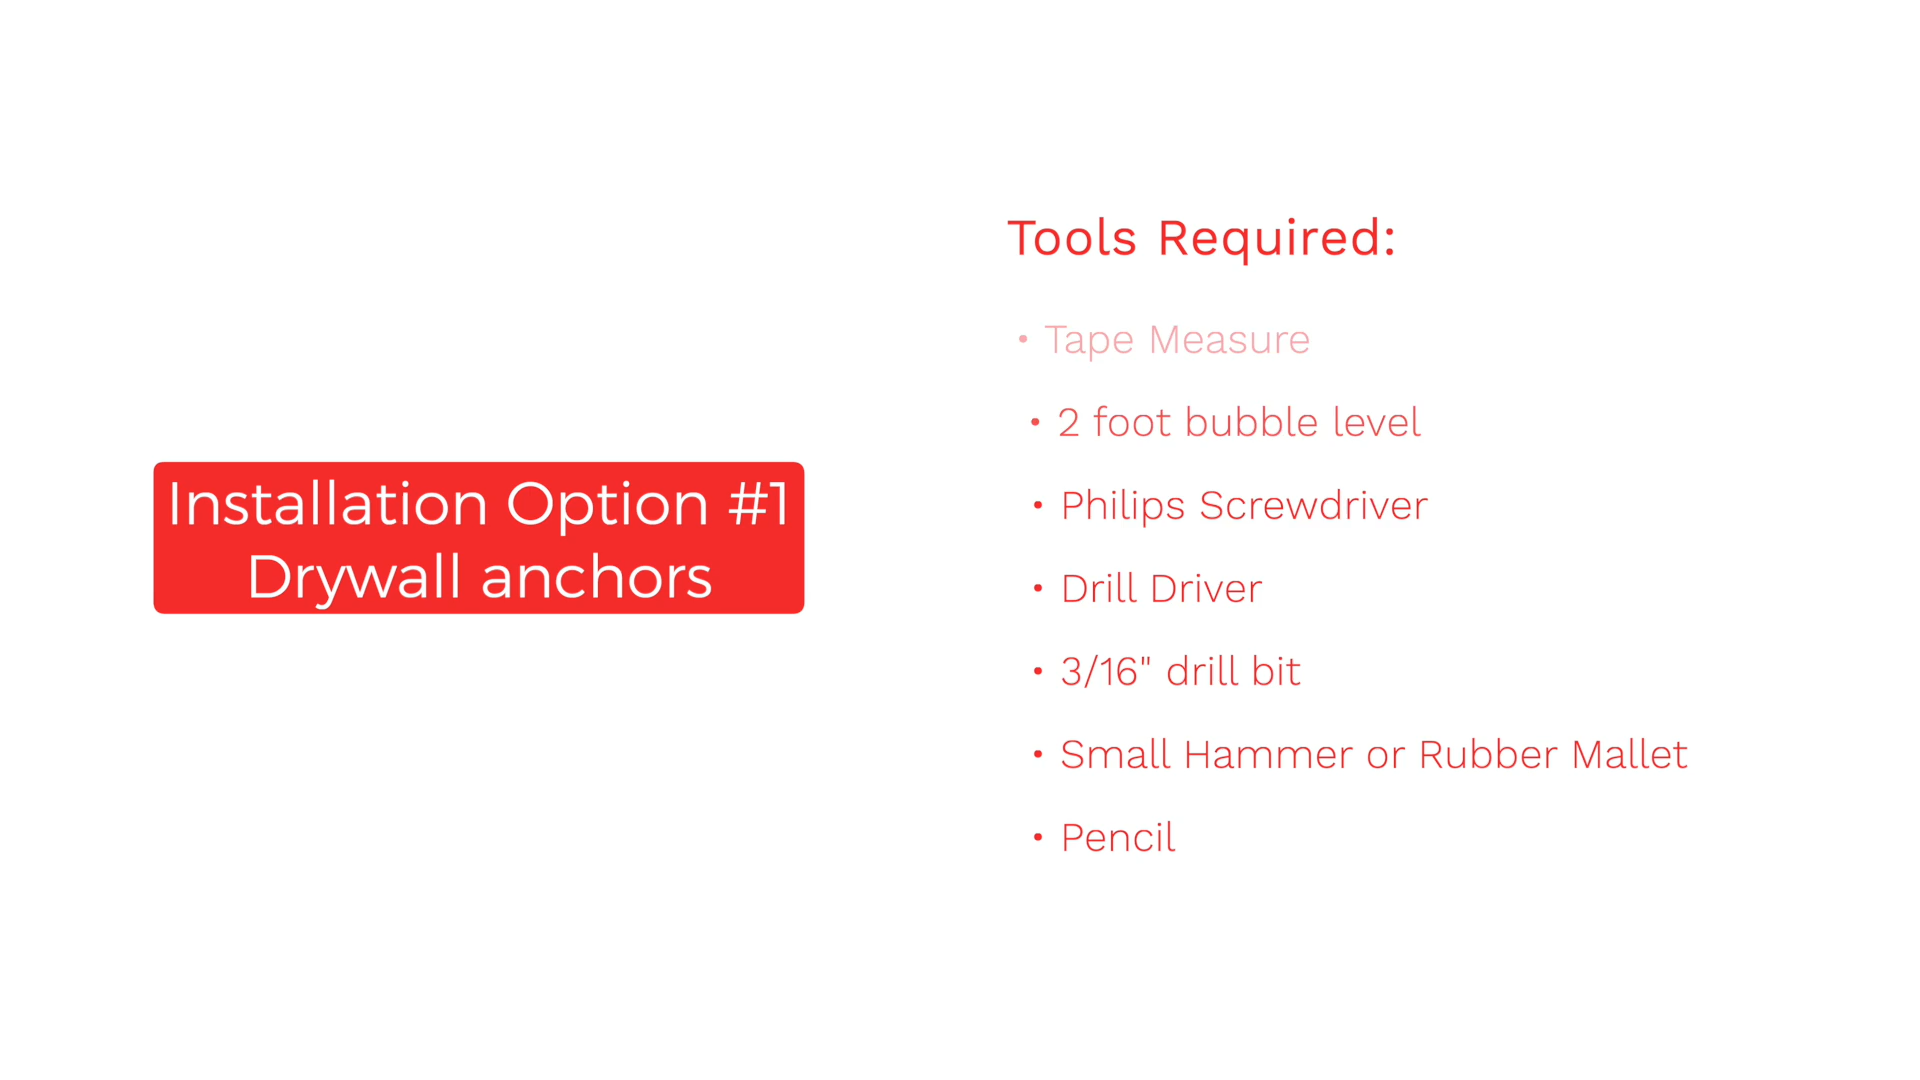 Installation Option #1
Drywall anchors
Tools Required:
• Tape Measure
• 2 foot bubble level
• Philips Screwdriver
• Drill Driver
• 3/16" drill bit
• Small Hammer or Rubber Mallet
• Pencil